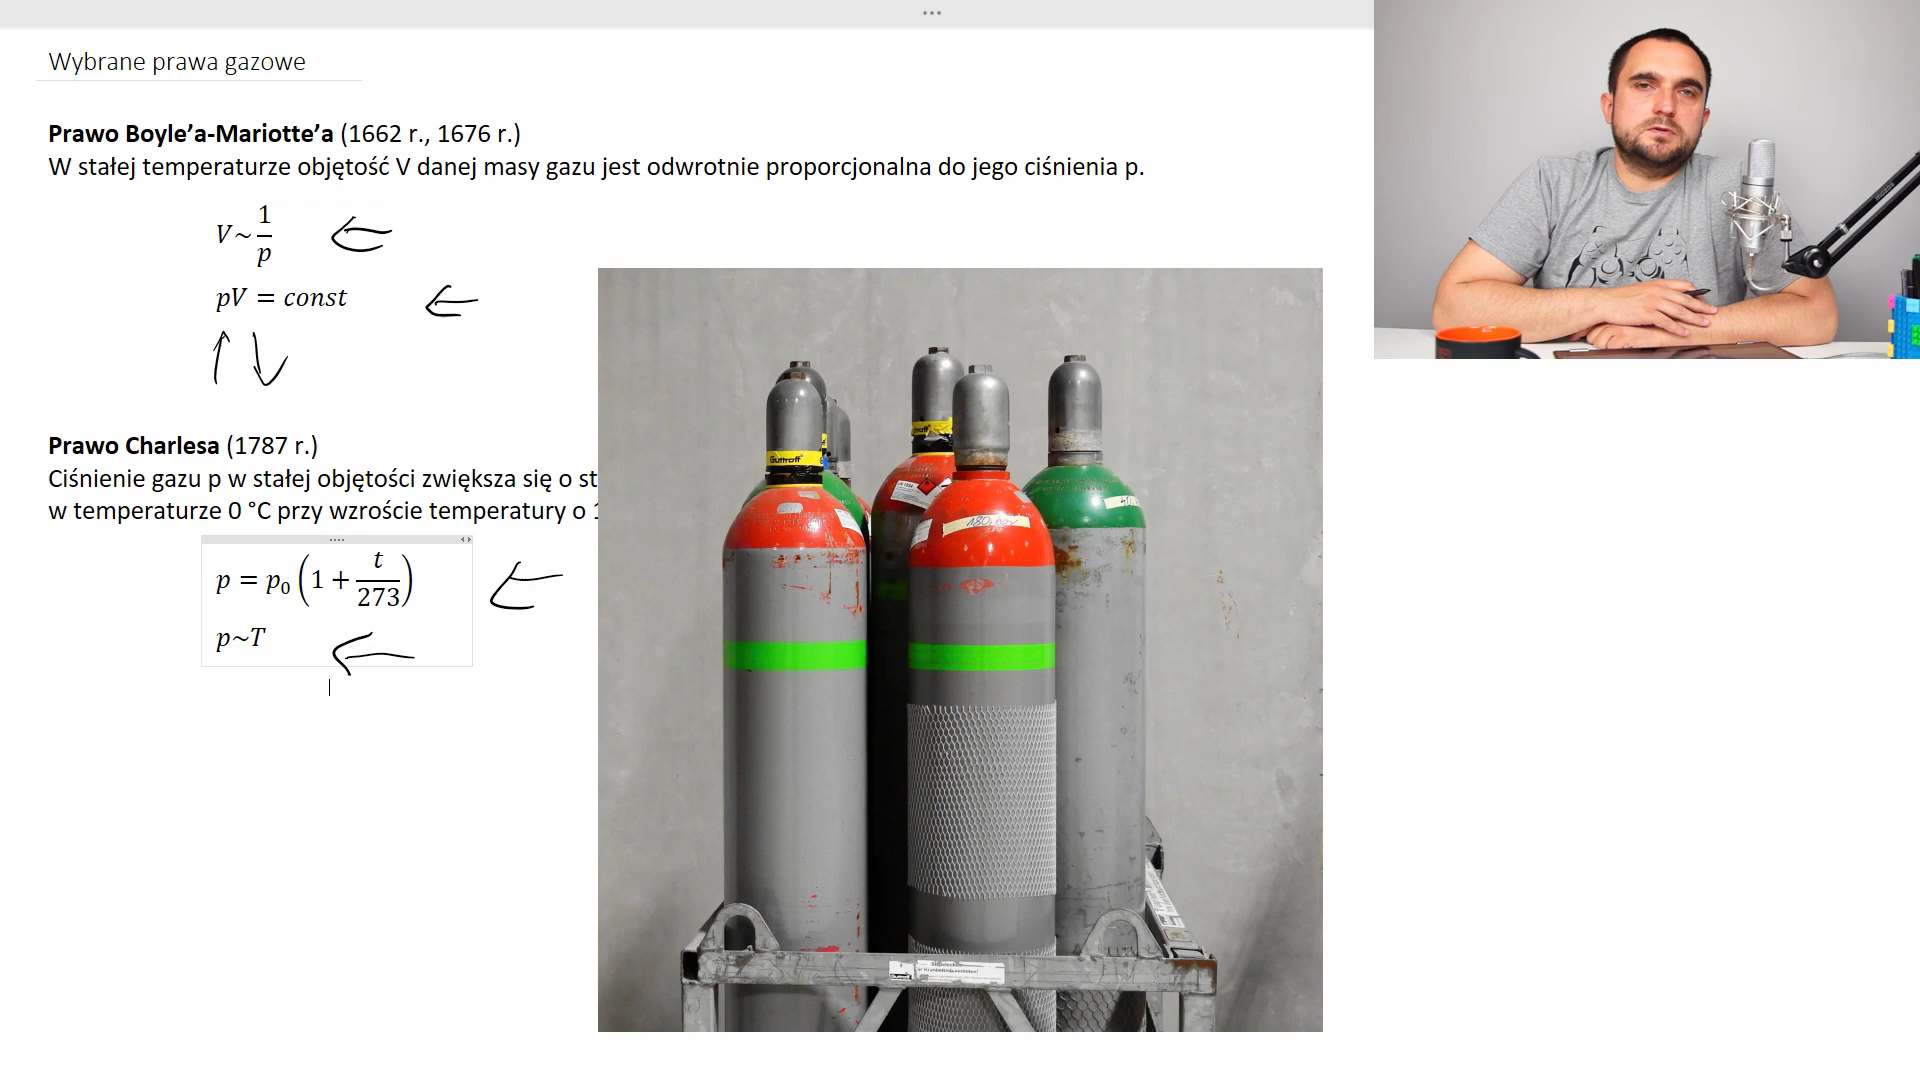 Wybrane prawa gazowe
Prawo Boyle’a-Mariotte’a (1662 r., 1676 r.)
W stałej temperaturze objętość V danej masy gazu jest odwrotnie proporcjonalna do jego ciśnienia p.
V~1/p
pV = const
Prawo Charlesa (1787 r.)
Ciśnienie gazu p w stałej objętości zwiększa się o st
w temperaturze 0 °C przy wzroście temperatury o 1
p = p₀(1 + t/273)
p~T
Guttroff